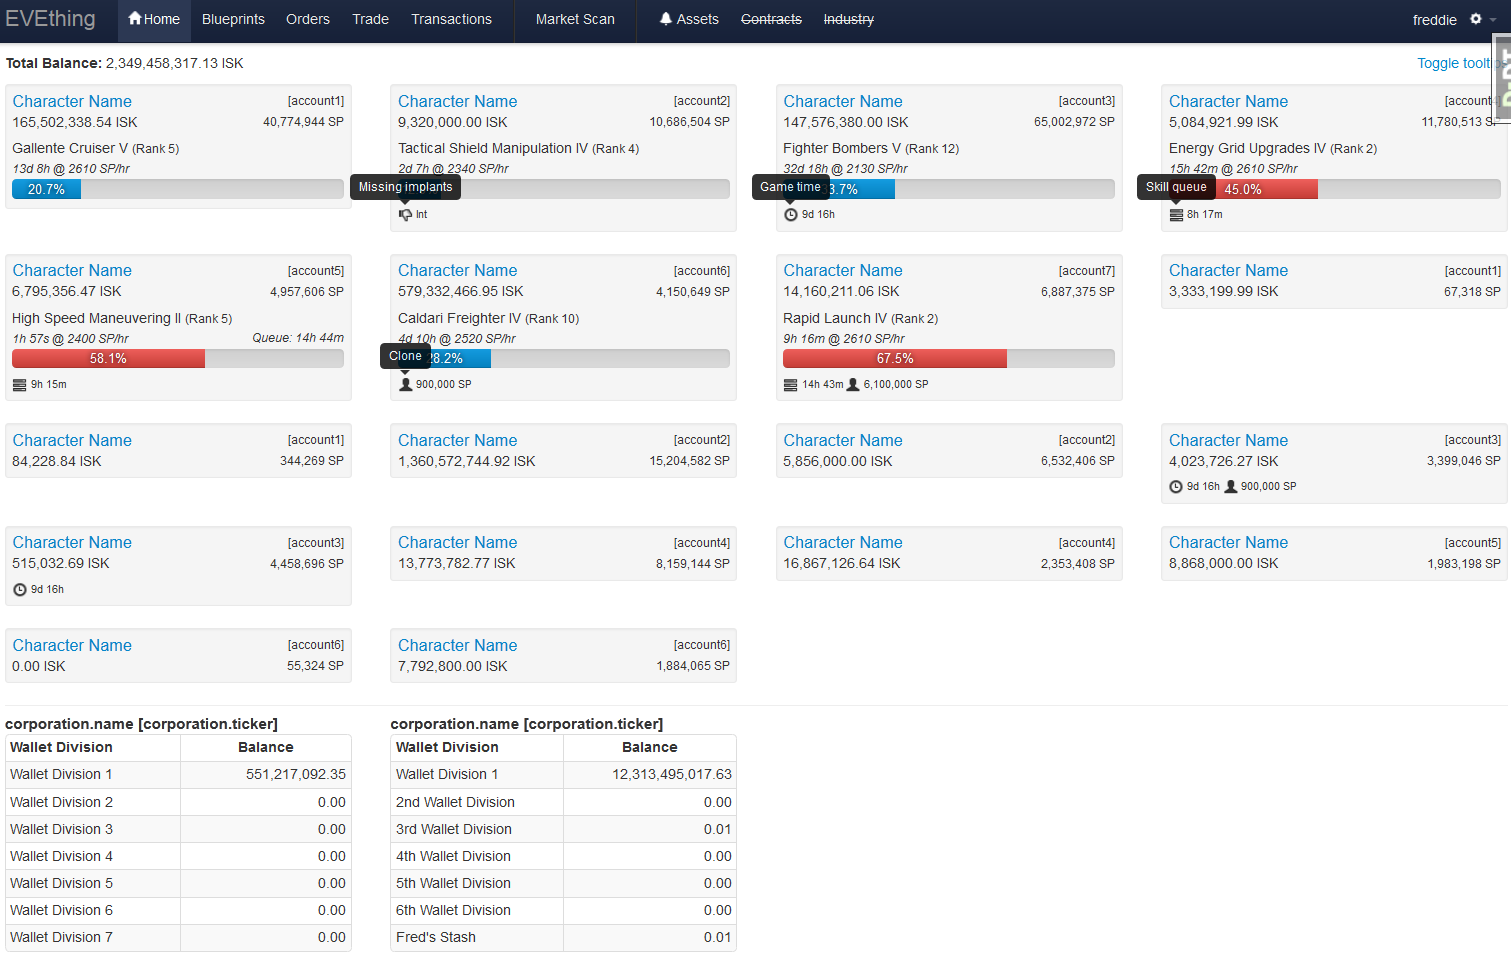 EVEthing Home Blueprints Orders Trade Transactions Market Scan Assets Contracts Industry freddie
Total Balance: 2,349,458,317.13 ISK Toggle tooltips
Character Name [account1]
165,502,338.54 ISK 40,774,944 SP
Gallente Cruiser V (Rank 5)
13d 8h @ 2610 SP/hr
20.7%
Character Name [account2]
9,320,000.00 ISK 10,686,504 SP
Tactical Shield Manipulation IV (Rank 4)
2d 7h @ 2340 SP/hr
Missing implants
Int
Character Name [account3]
147,576,380.00 ISK 65,002,972 SP
Fighter Bombers V (Rank 12)
32d 18h @ 2130 SP/hr
Game time 3.7%
9d 16h
Character Name [account4]
5,084,921.99 ISK 11,780,513 SP
Energy Grid Upgrades IV (Rank 2)
15h 42m @ 2610 SP/hr
Skill queue 45.0%
8h 17m
Character Name [account5]
6,795,356.47 ISK 4,957,606 SP
High Speed Maneuvering II (Rank 5)
1h 57s @ 2400 SP/hr Queue: 14h 44m
58.1%
9h 15m
Character Name [account6]
579,332,466.95 ISK 4,150,649 SP
Caldari Freighter IV (Rank 10)
4d 10h @ 2520 SP/hr
Clone 28.2%
900,000 SP
Character Name [account7]
14,160,211.06 ISK 6,887,375 SP
Rapid Launch IV (Rank 2)
9h 16m @ 2610 SP/hr
67.5%
14h 43m 6,100,000 SP
Character Name [account1]
3,333,199.99 ISK 67,318 SP
Character Name [account1]
84,228.84 ISK 344,269 SP
Character Name [account2]
1,360,572,744.92 ISK 15,204,582 SP
Character Name [account2]
5,856,000.00 ISK 6,532,406 SP
Character Name [account3]
4,023,726.27 ISK 3,399,046 SP
9d 16h 900,000 SP
Character Name [account3]
515,032.69 ISK 4,458,696 SP
9d 16h
Character Name [account4]
13,773,782.77 ISK 8,159,144 SP
Character Name [account4]
16,867,126.64 ISK 2,353,408 SP
Character Name [account5]
8,868,000.00 ISK 1,983,198 SP
Character Name [account6]
0.00 ISK 55,324 SP
Character Name [account6]
7,792,800.00 ISK 1,884,065 SP
corporation.name [corporation.ticker]
Wallet Division Balance
Wallet Division 1 551,217,092.35
Wallet Division 2 0.00
Wallet Division 3 0.00
Wallet Division 4 0.00
Wallet Division 5 0.00
Wallet Division 6 0.00
Wallet Division 7 0.00
corporation.name [corporation.ticker]
Wallet Division Balance
Wallet Division 1 12,313,495,017.63
2nd Wallet Division 0.00
3rd Wallet Division 0.01
4th Wallet Division 0.00
5th Wallet Division 0.00
6th Wallet Division 0.00
Fred's Stash 0.01